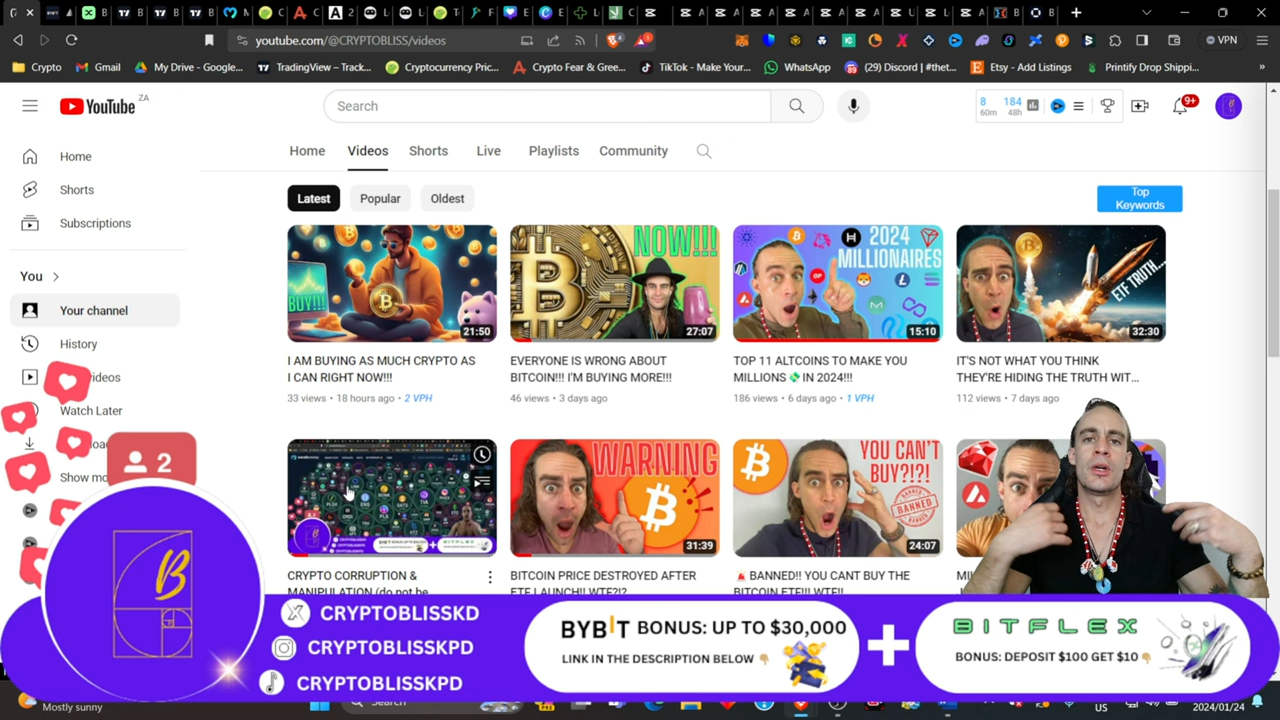 youtube.com/@CRYPTOBLISS/videos
VPN
Crypto
Gmail
My Drive - Google...
TradingView – Track...
Cryptocurrency Pric...
Crypto Fear & Gree...
TikTok - Make Your...
WhatsApp
(29) Discord | #thet...
Etsy - Add Listings
Printify Drop Shippi...
YouTube ZA
Search
8 60m
184 48h
9+
Home
Videos
Shorts
Live
Playlists
Community
Home
Shorts
Subscriptions
You
Your channel
History
videos
Watch Later
Show mo
Latest
Popular
Oldest
Top Keywords
BUY!!!
21:50
NOW!!!
27:07
2024 MILLIONAIRES
15:10
ETF TRUTH...
32:30
I AM BUYING AS MUCH CRYPTO AS
I CAN RIGHT NOW!!!
33 views • 18 hours ago • 2 VPH
EVERYONE IS WRONG ABOUT
BITCOIN!!! I'M BUYING MORE!!!
46 views • 3 days ago
TOP 11 ALTCOINS TO MAKE YOU
MILLIONS 💸 IN 2024!!!
186 views • 6 days ago • 1 VPH
IT'S NOT WHAT YOU THINK
THEY'RE HIDING THE TRUTH WIT...
112 views • 7 days ago
WARNING
31:39
YOU CAN'T
BUY?!?!
BANNED
24:07
CRYPTO CORRUPTION &
MANIPULATION (do not be
BITCOIN PRICE DESTROYED AFTER
ETF LAUNCH!! WTF?!?
🚨 BANNED!! YOU CANT BUY THE
BITCOIN ETF!!! WTF!!
2
B
CRYPTOBLISSKD
CRYPTOBLISSKPD
CRYPTOBLISSKPD
BYBIT BONUS: UP TO $30,000
LINK IN THE DESCRIPTION BELOW 👇🏼
+
BITFLEX
BONUS: DEPOSIT $100 GET $10 👇🏼
Mostly sunny
Search
US
2024/01/24